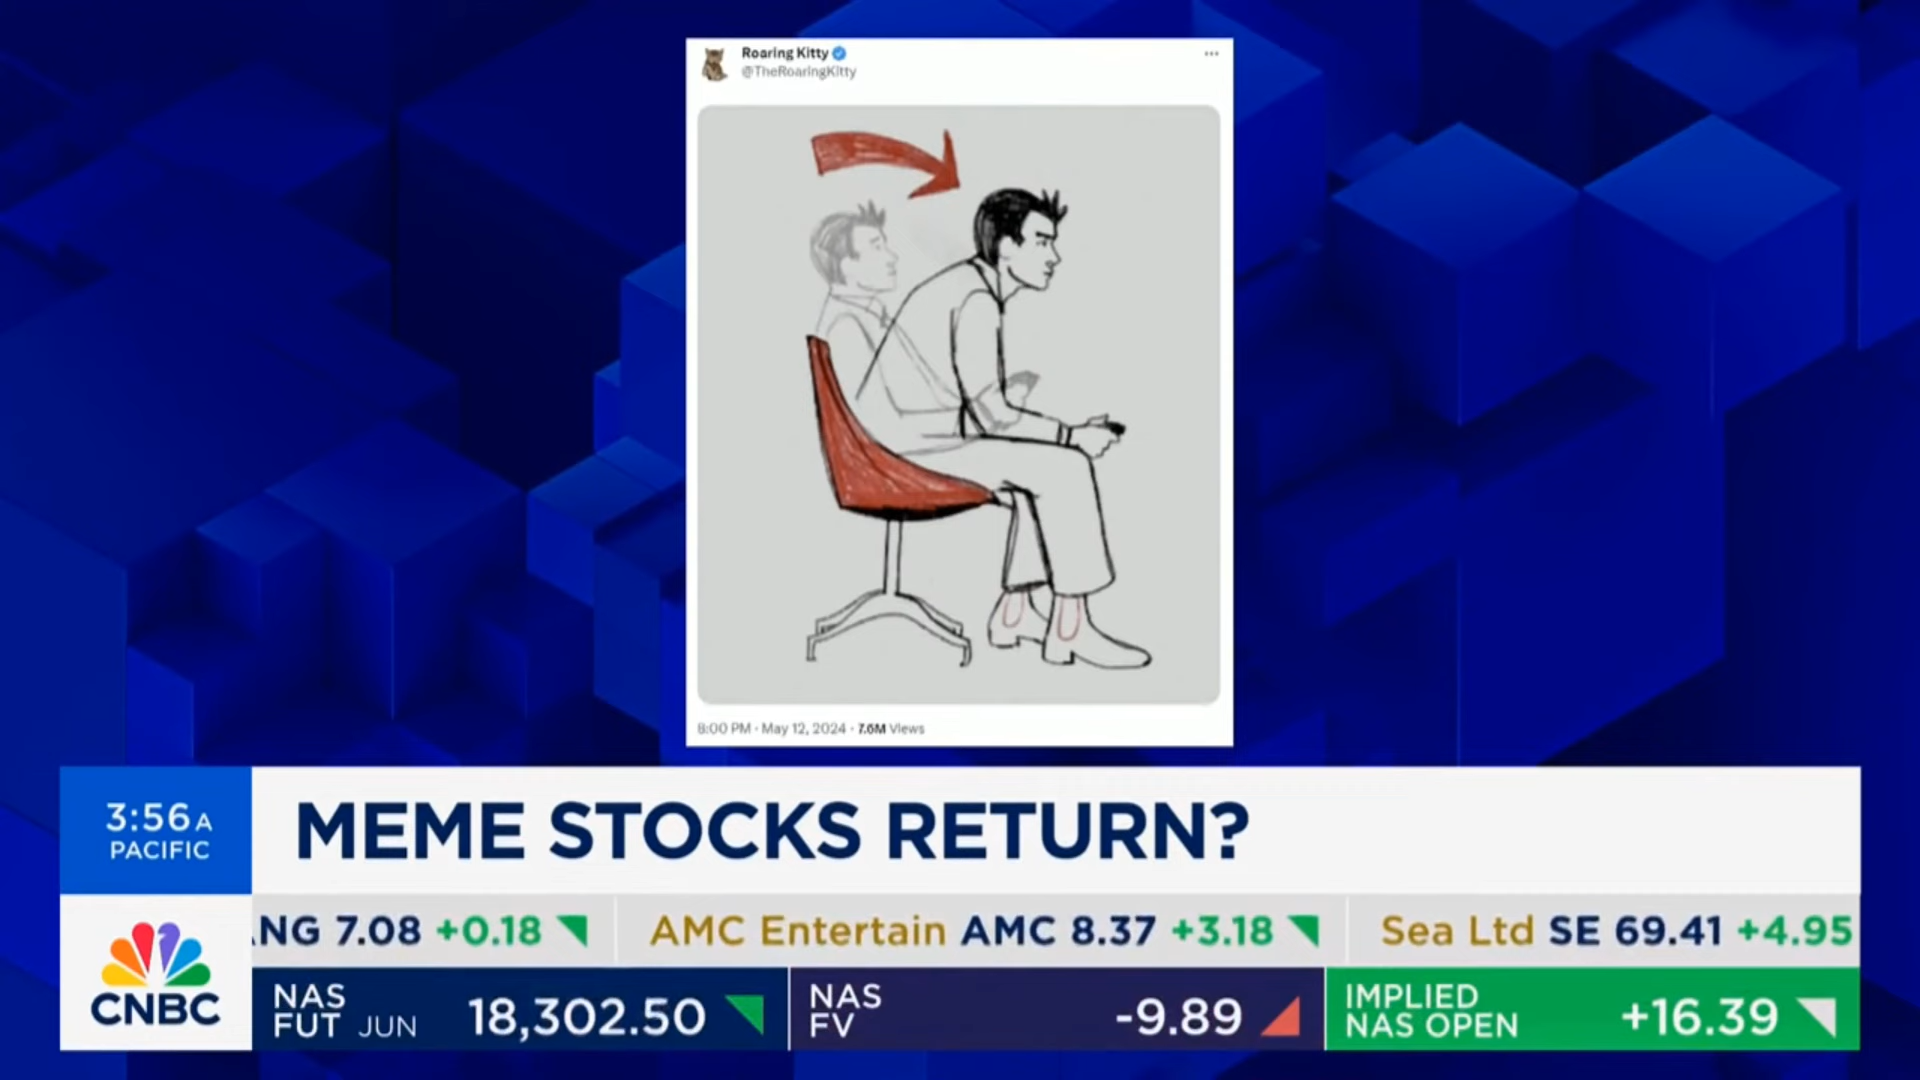 Roaring Kitty
@TheRoaringKitty
8:00 PM · May 12, 2024 · 7.6M Views
3:56A
PACIFIC
MEME STOCKS RETURN?
CNBC
NG 7.08 +0.18
AMC Entertain AMC 8.37 +3.18
Sea Ltd SE 69.41 +4.95
NAS
FUT JUN 18,302.50
NAS
FV -9.89
IMPLIED
NAS OPEN +16.39